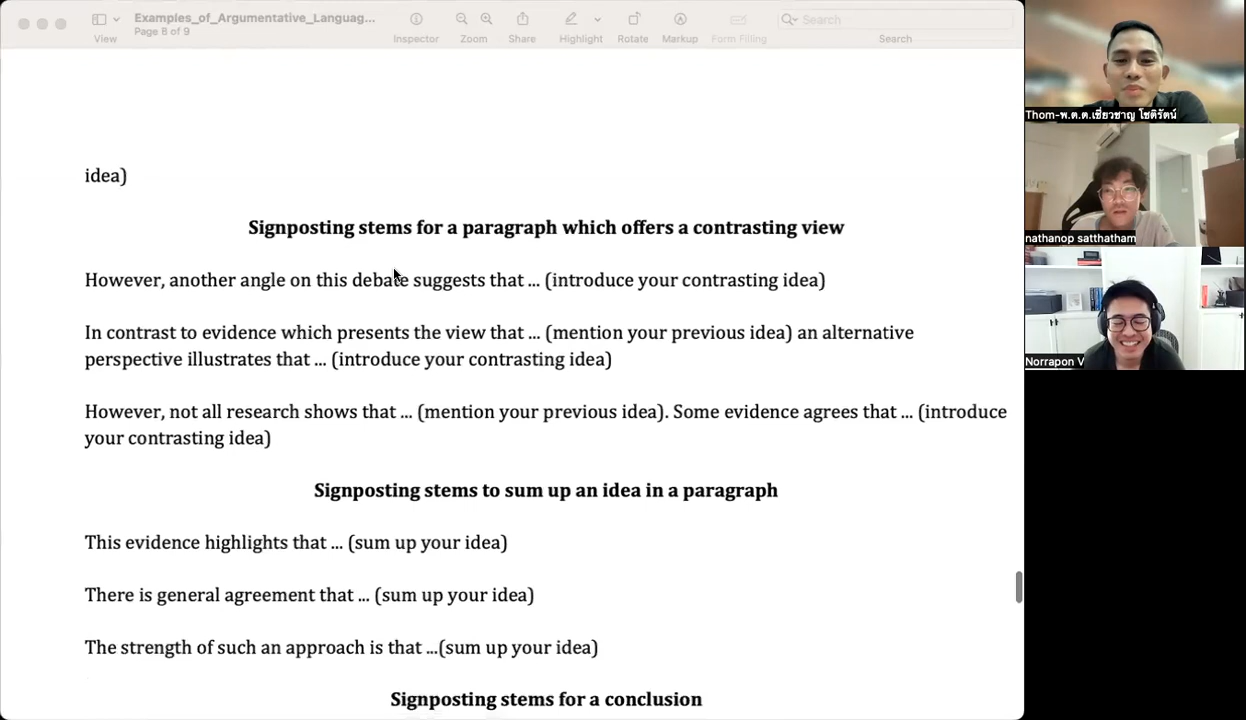 Examples_of_Argumentative_Languag...
Page 8 of 9
View
Inspector
Zoom
Share
Highlight
Rotate
Markup
Form Filling
Search
Search
idea)
Signposting stems for a paragraph which offers a contrasting view
However, another angle on this debate suggests that ... (introduce your contrasting idea)
In contrast to evidence which presents the view that ... (mention your previous idea) an alternative
perspective illustrates that ... (introduce your contrasting idea)
However, not all research shows that ... (mention your previous idea). Some evidence agrees that ... (introduce
your contrasting idea)
Signposting stems to sum up an idea in a paragraph
This evidence highlights that ... (sum up your idea)
There is general agreement that ... (sum up your idea)
The strength of such an approach is that ...(sum up your idea)
Signposting stems for a conclusion
Thom-พ.ต.ต.เชี่ยวชาญ โชติรัตน์
nathanop satthatham
Norrapon V